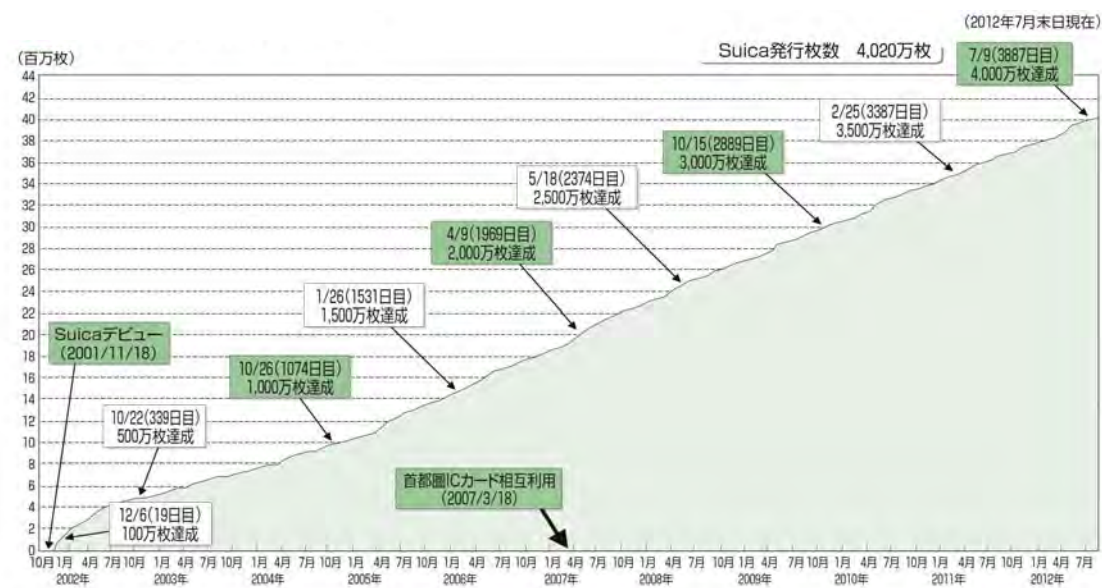 (2012年7月末日現在)
(百万枚)
Suica発行枚数 4,020万枚
7/9(3887日目)
4,000万枚達成
2/25(3387日目)
3,500万枚達成
10/15(2889日目)
3,000万枚達成
5/18(2374日目)
2,500万枚達成
4/9(1969日目)
2,000万枚達成
1/26(1531日目)
1,500万枚達成
Suicaデビュー
(2001/11/18)
10/26(1074日目)
1,000万枚達成
10/22(339日目)
500万枚達成
首都圏ICカード相互利用
(2007/3/18)
12/6(19日目)
100万枚達成
44
42
40
38
36
34
32
30
28
26
24
22
20
18
16
14
12
10
8
6
4
2
0
10月 1月 4月 7月 10月 1月 4月 7月 10月 1月 4月 7月 10月 1月 4月 7月 10月 1月 4月 7月 10月 1月 4月 7月 10月 1月 4月 7月 10月 1月 4月 7月 10月 1月 4月 7月 10月 1月 4月 7月 10月 1月 4月 7月
2002年 2003年 2004年 2005年 2006年 2007年 2008年 2009年 2010年 2011年 2012年